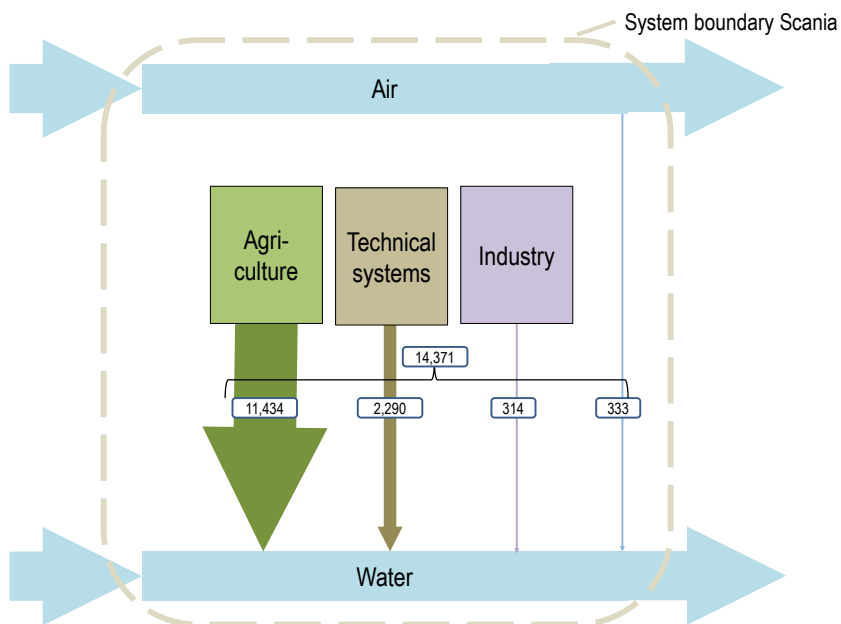 System boundary Scania
Air
Agri-
culture
Technical
systems
Industry
14,371
11,434
2,290
314
333
Water